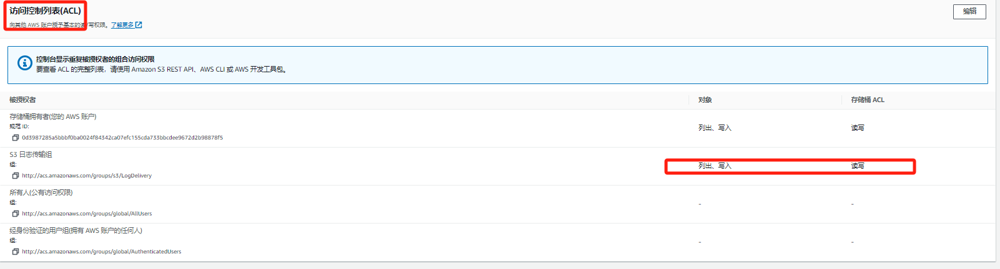 访问控制列表(ACL)
编辑
向其他 AWS 账户授予基本的读/写权限。了解更多
控制台显示重复被授权者的组合访问权限
要查看 ACL 的完整列表，请使用 Amazon S3 REST API、AWS CLI 或 AWS 开发工具包。
被授权者 对象 存储桶 ACL
存储桶拥有者(您的 AWS 账户)
规范 ID:
列出、写入 读写
0d3987285a5bbbf0ba0024f84342ca07efc155cda733bbcdee9672d2b98878f5
S3 日志传输组
组:
列出、写入 读写
http://acs.amazonaws.com/groups/s3/LogDelivery
所有人(公有访问权限)
组:
- -
http://acs.amazonaws.com/groups/global/AllUsers
经身份验证的用户组(拥有 AWS 账户的任何人)
组:
- -
http://acs.amazonaws.com/groups/global/AuthenticatedUsers